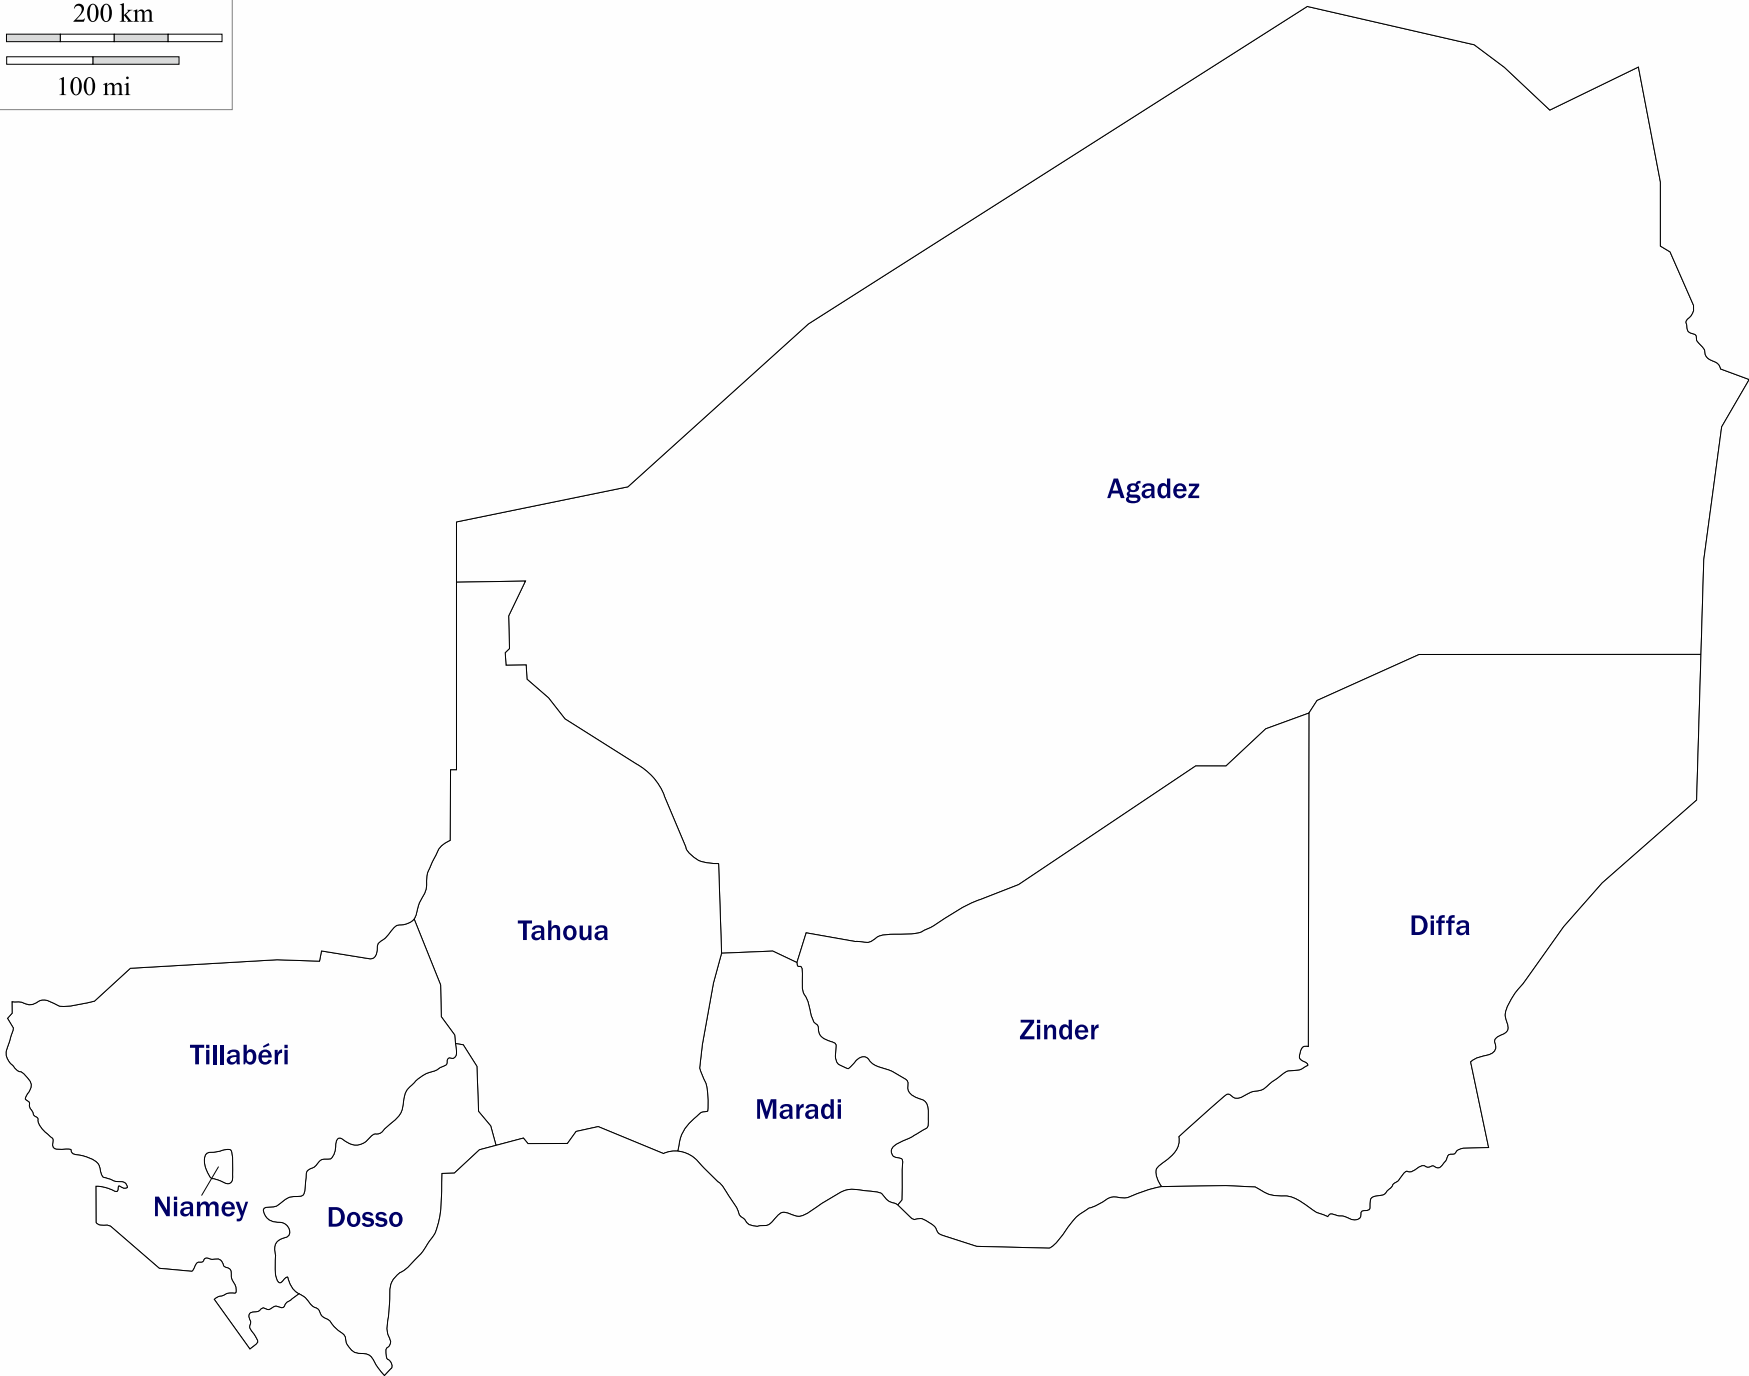 200 km
100 mi
Agadez
Diffa
Tahoua
Zinder
Tillabéri
Maradi
Niamey
Dosso